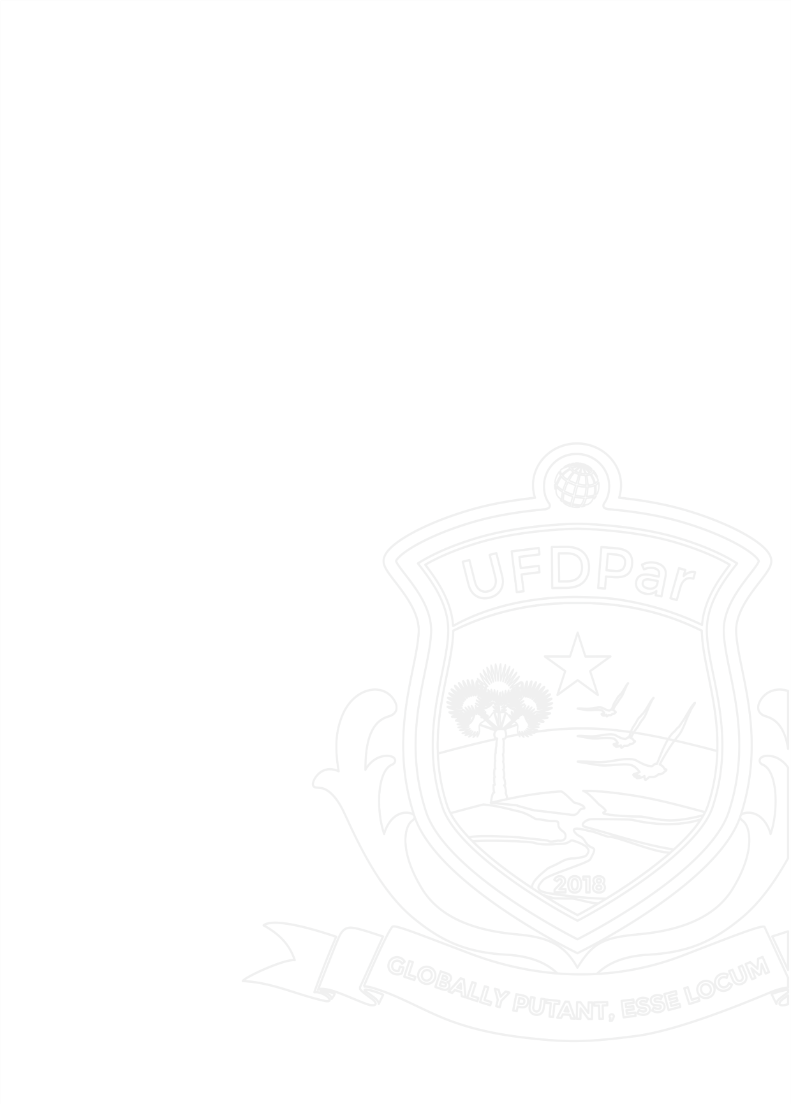 UFDPar
2018
GLOBALLY PUTANT, ESSE LOCUM